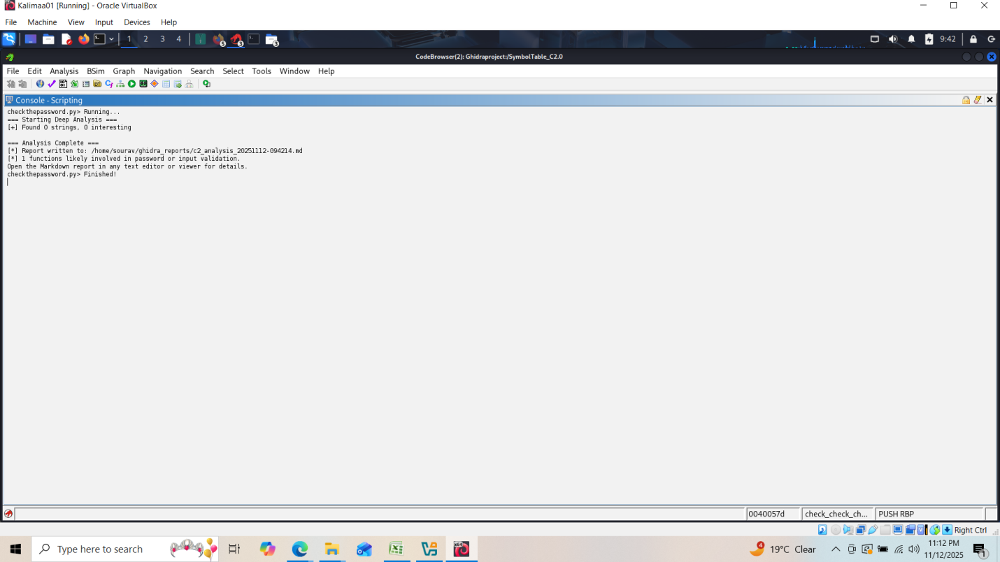 Kalimaa01 [Running] - Oracle VirtualBox
File Machine View Input Devices Help
1 2 3 4 5 3 3 9:42
CodeBrowser(2): Ghidraproject:/SymbolTable_C2.0
File Edit Analysis BSim Graph Navigation Search Select Tools Window Help
Console - Scripting
checkthepassword.py> Running...
=== Starting Deep Analysis ===
[+] Found 0 strings, 0 interesting
=== Analysis Complete ===
[*] Report written to: /home/sourav/ghidra_reports/c2_analysis_20251112-094214.md
[*] 1 functions likely involved in password or input validation.
Open the Markdown report in any text editor or viewer for details.
checkthepassword.py> Finished!
0040057d check_check_ch... PUSH RBP
Right Ctrl
Type here to search
4 19°C Clear
11:12 PM
11/12/2025
1